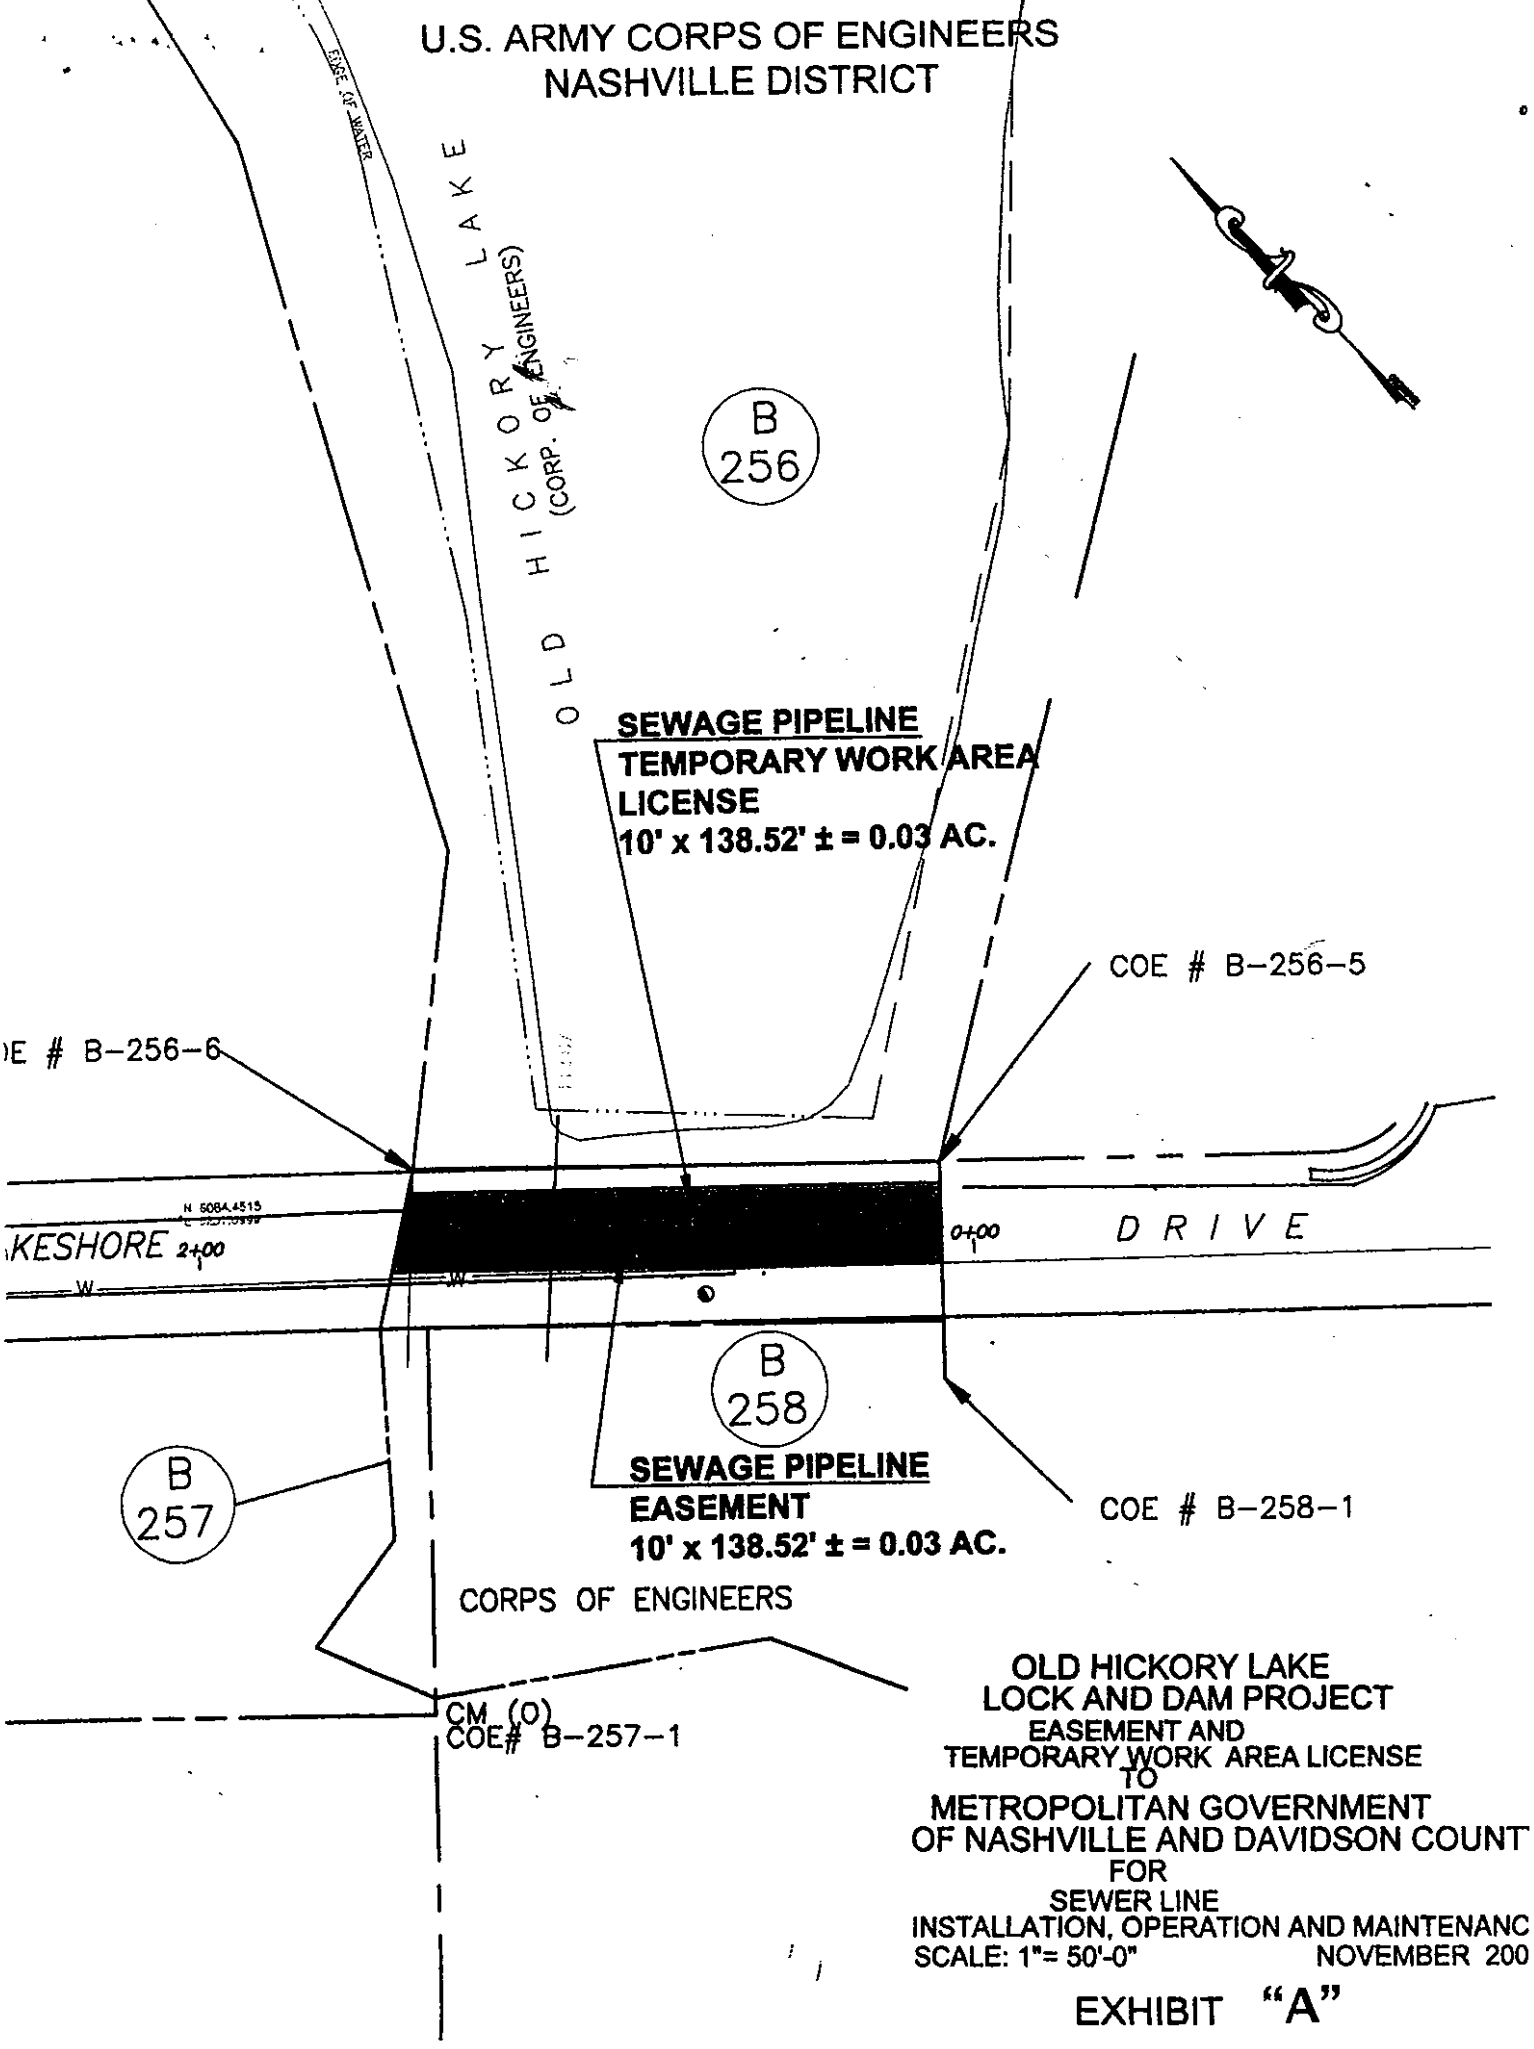 U.S. ARMY CORPS OF ENGINEERS
NASHVILLE DISTRICT
EDGE OF WATER
OLD HICKORY LAKE
(CORP. OF ENGINEERS)
B
256
SEWAGE PIPELINE
TEMPORARY WORK AREA
LICENSE
10' x 138.52' ± = 0.03 AC.
COE # B-256-5
E # B-256-6
N 6084.4515
KESHORE
2+00
0+00
DRIVE
W
W
B
258
B
257
SEWAGE PIPELINE
EASEMENT
10' x 138.52' ± = 0.03 AC.
COE # B-258-1
CORPS OF ENGINEERS
CM (O)
COE# B-257-1
OLD HICKORY LAKE
LOCK AND DAM PROJECT
EASEMENT AND
TEMPORARY WORK AREA LICENSE
TO
METROPOLITAN GOVERNMENT
OF NASHVILLE AND DAVIDSON COUNT
FOR
SEWER LINE
INSTALLATION, OPERATION AND MAINTENANC
SCALE: 1"= 50'-0" NOVEMBER 200
EXHIBIT "A"